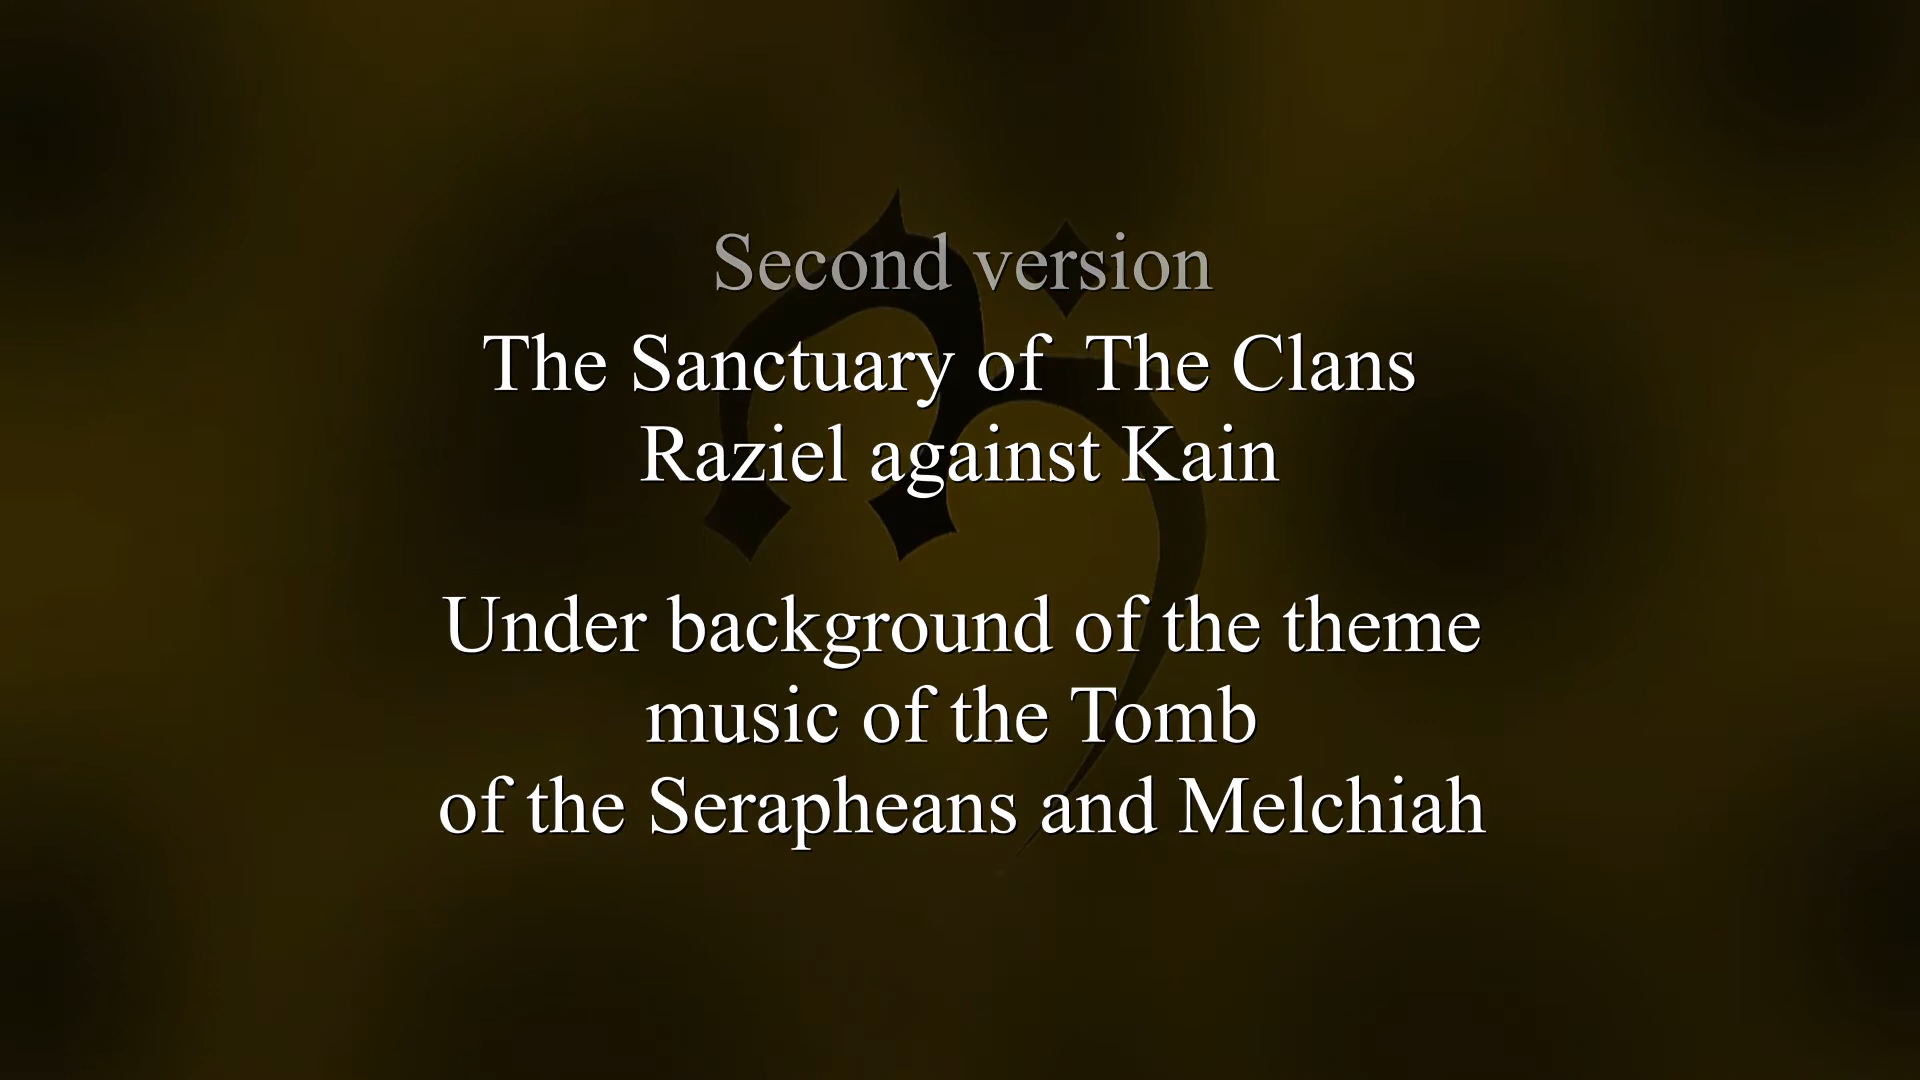 Second version
The Sanctuary of  The Clans
Raziel against Kain
Under background of the theme
music of the Tomb
of the Serapheans and Melchiah